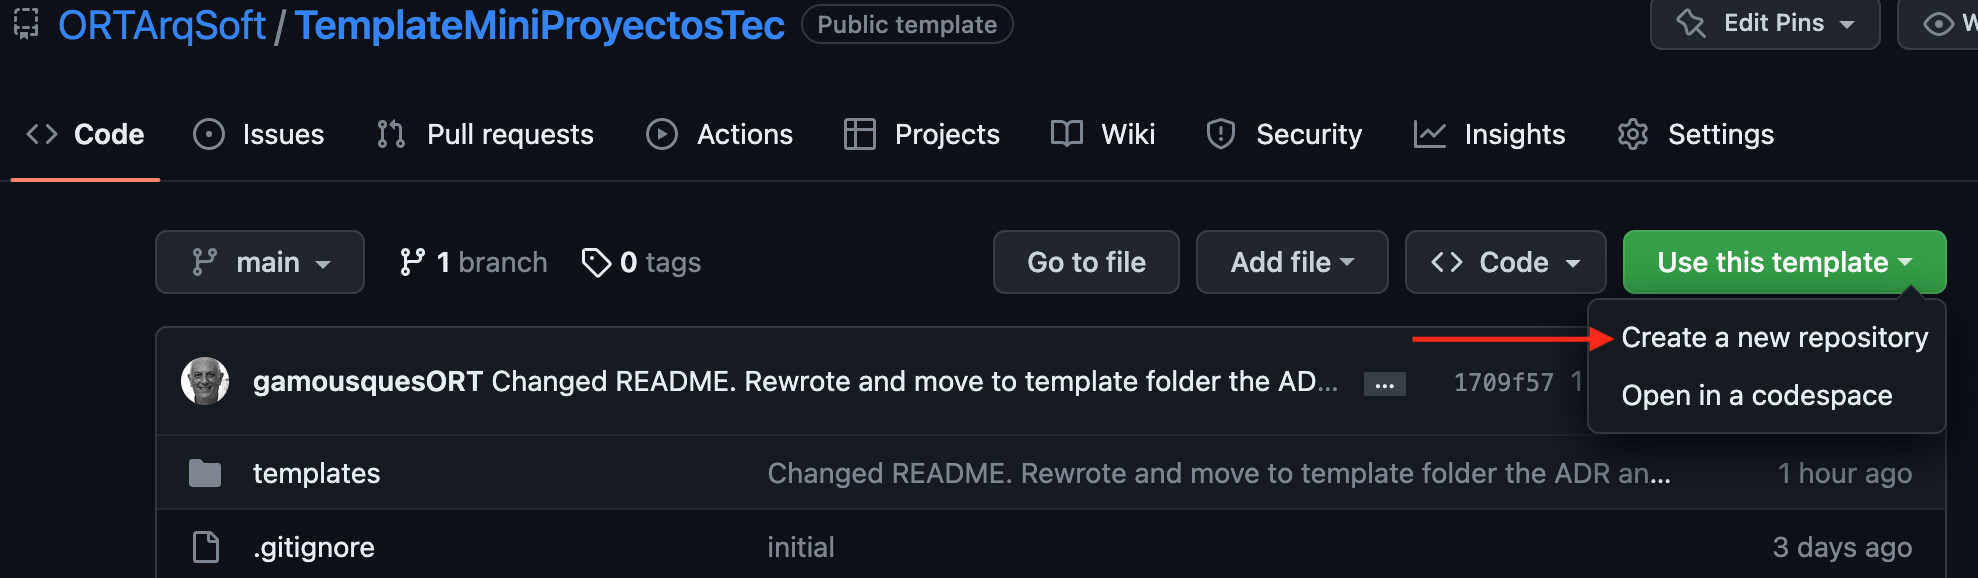 ORTArqSoft / TemplateMiniProyectosTec Public template Edit Pins
Code Issues Pull requests Actions Projects Wiki Security Insights Settings
main 1 branch 0 tags Go to file Add file Code Use this template
Create a new repository
Open in a codespace
gamousquesORT Changed README. Rewrote and move to template folder the AD... ... 1709f57 1
templates Changed README. Rewrote and move to template folder the ADR an... 1 hour ago
.gitignore initial 3 days ago